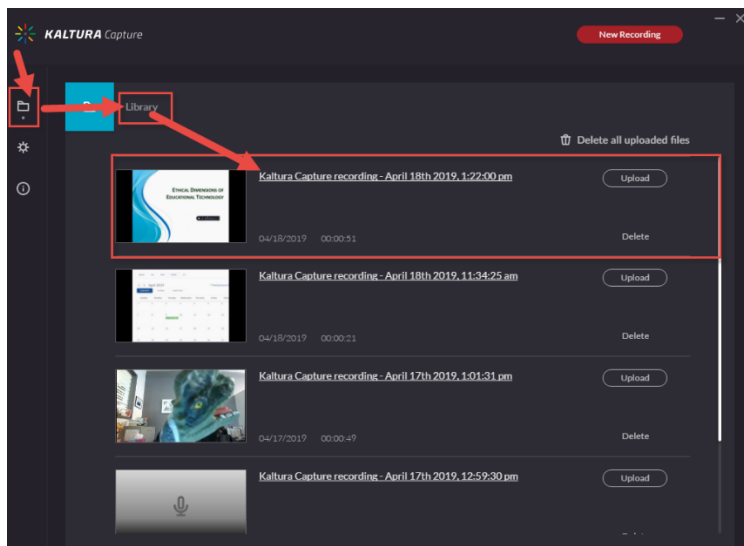 KALTURA Capture
New Recording
Library
Delete all uploaded files
ETHICAL DIMENSIONS OF
EDUCATIONAL TECHNOLOGY
Kaltura Capture recording - April 18th 2019, 1:22:00 pm
Upload
04/18/2019 00:00:51
Delete
Kaltura Capture recording - April 18th 2019, 11:34:25 am
Upload
04/18/2019 00:00:21
Delete
Kaltura Capture recording - April 17th 2019, 1:01:31 pm
Upload
04/17/2019 00:00:49
Delete
Kaltura Capture recording - April 17th 2019, 12:59:30 pm
Upload